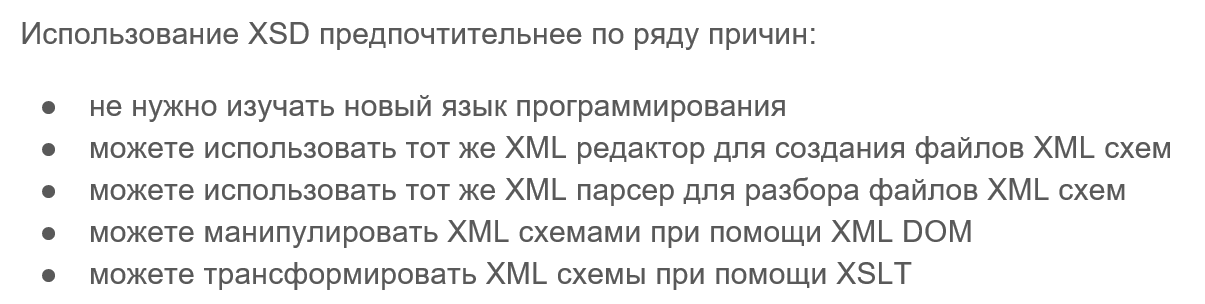 Использование XSD предпочтительнее по ряду причин:
● не нужно изучать новый язык программирования
● можете использовать тот же XML редактор для создания файлов XML схем
● можете использовать тот же XML парсер для разбора файлов XML схем
● можете манипулировать XML схемами при помощи XML DOM
● можете трансформировать XML схемы при помощи XSLT